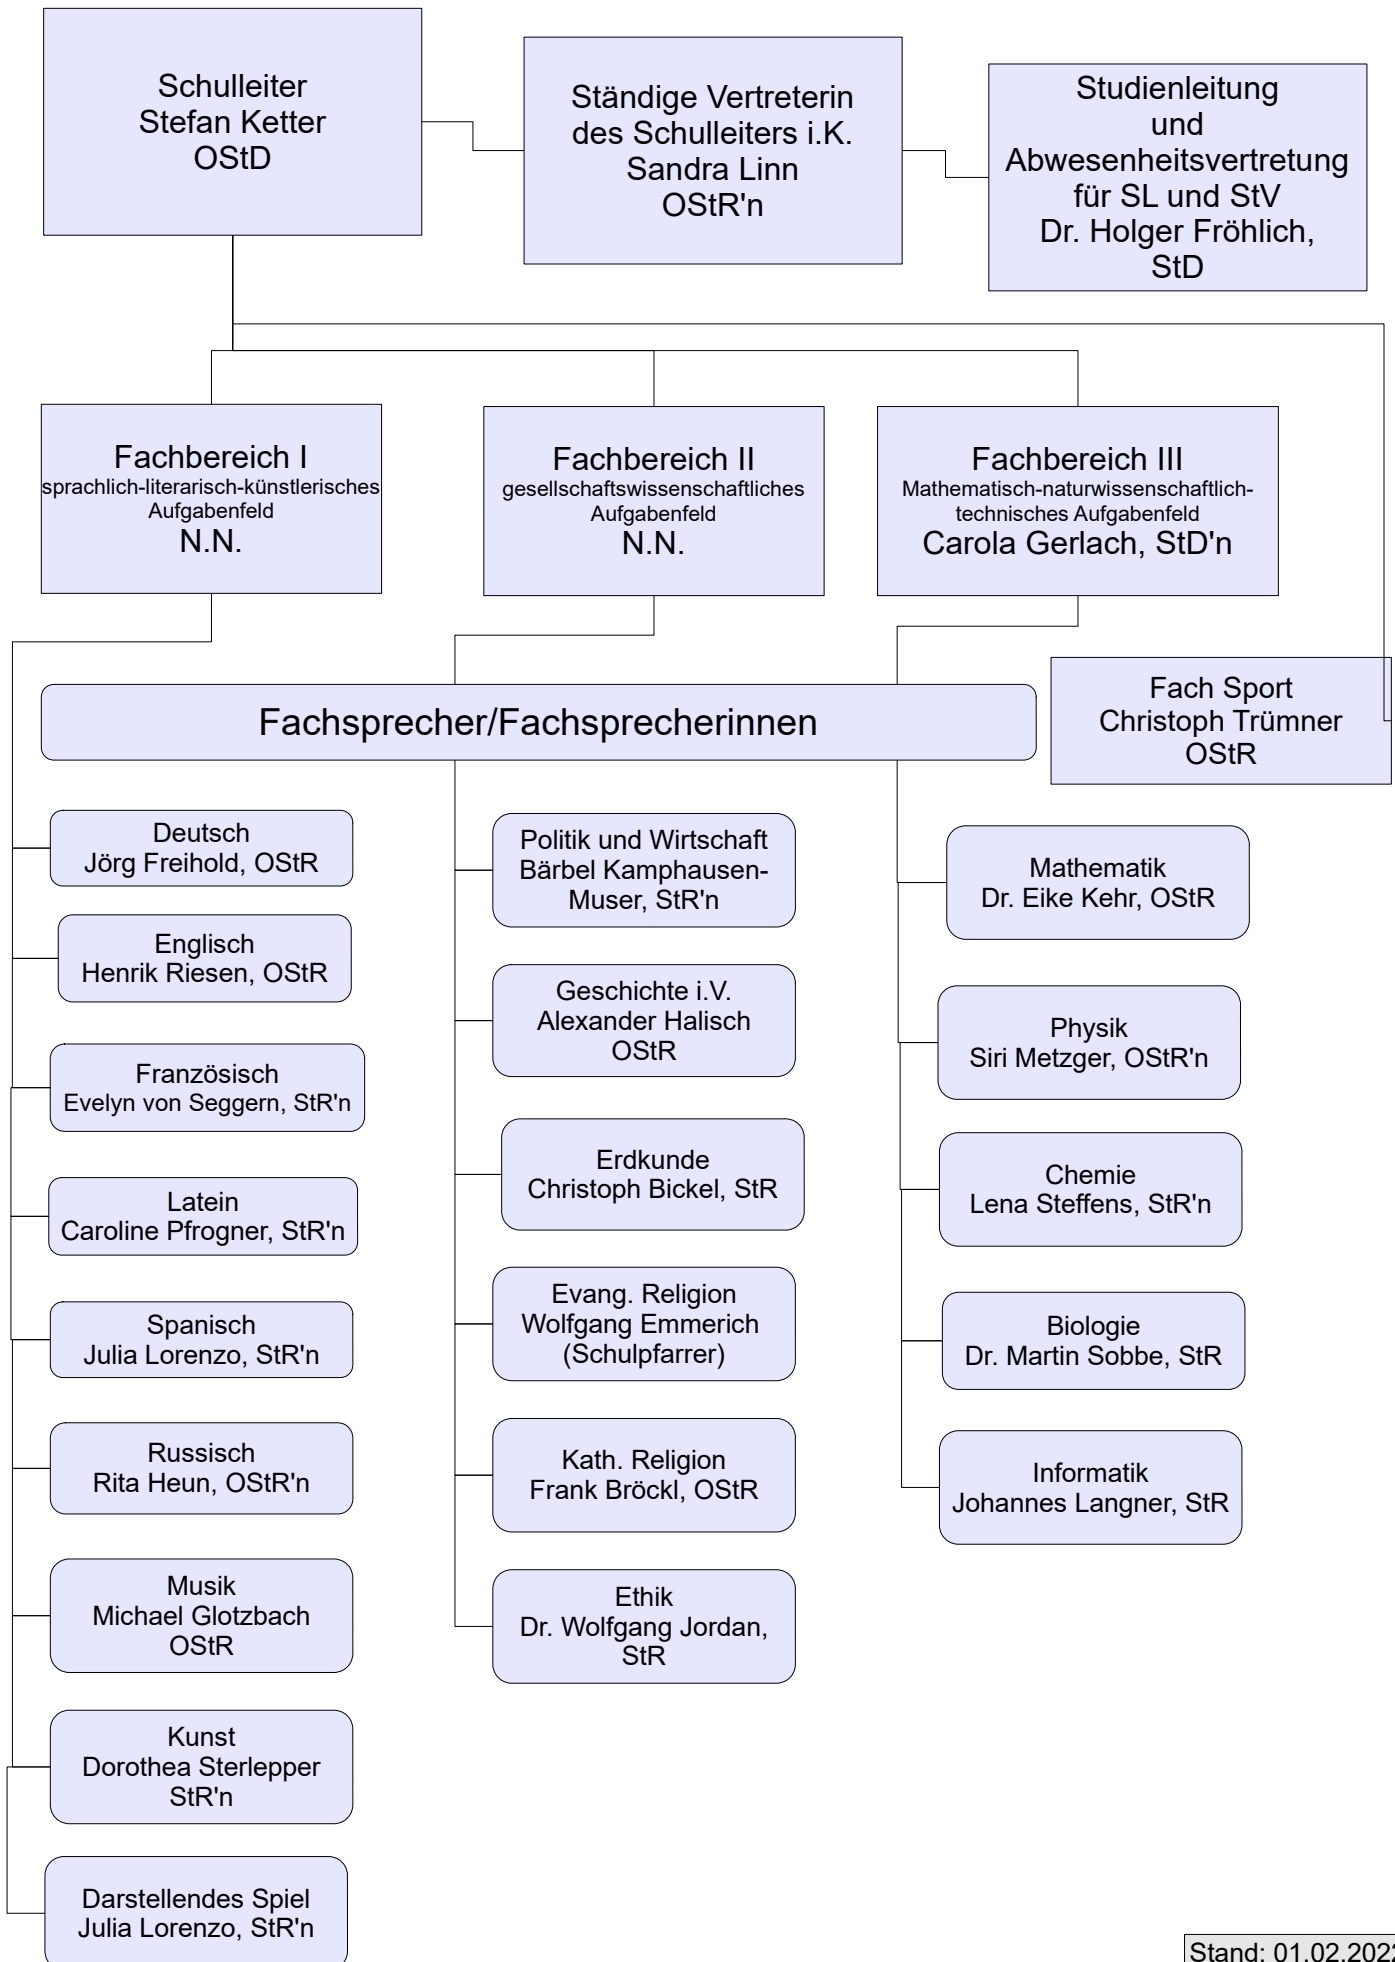 Schulleiter
Stefan Ketter
OStD
Ständige Vertreterin
des Schulleiters i.K.
Sandra Linn
OStR'n
Studienleitung
und
Abwesenheitsvertretung
für SL und StV
Dr. Holger Fröhlich,
StD
Fachbereich I
sprachlich-literarisch-künstlerisches
Aufgabenfeld
N.N.
Fachbereich II
gesellschaftswissenschaftliches
Aufgabenfeld
N.N.
Fachbereich III
Mathematisch-naturwissenschaftlich-
technisches Aufgabenfeld
Carola Gerlach, StD'n
Fach Sport
Christoph Trümner
OStR
Fachsprecher/Fachsprecherinnen
Deutsch
Jörg Freihold, OStR
Englisch
Henrik Riesen, OStR
Französisch
Evelyn von Seggern, StR'n
Latein
Caroline Pfrogner, StR'n
Spanisch
Julia Lorenzo, StR'n
Russisch
Rita Heun, OStR'n
Musik
Michael Glotzbach
OStR
Kunst
Dorothea Sterlepper
StR'n
Darstellendes Spiel
Julia Lorenzo, StR'n
Politik und Wirtschaft
Bärbel Kamphausen-
Muser, StR'n
Geschichte i.V.
Alexander Halisch
OStR
Erdkunde
Christoph Bickel, StR
Evang. Religion
Wolfgang Emmerich
(Schulpfarrer)
Kath. Religion
Frank Bröckl, OStR
Ethik
Dr. Wolfgang Jordan,
StR
Mathematik
Dr. Eike Kehr, OStR
Physik
Siri Metzger, OStR'n
Chemie
Lena Steffens, StR'n
Biologie
Dr. Martin Sobbe, StR
Informatik
Johannes Langner, StR
Stand: 01.02.2022